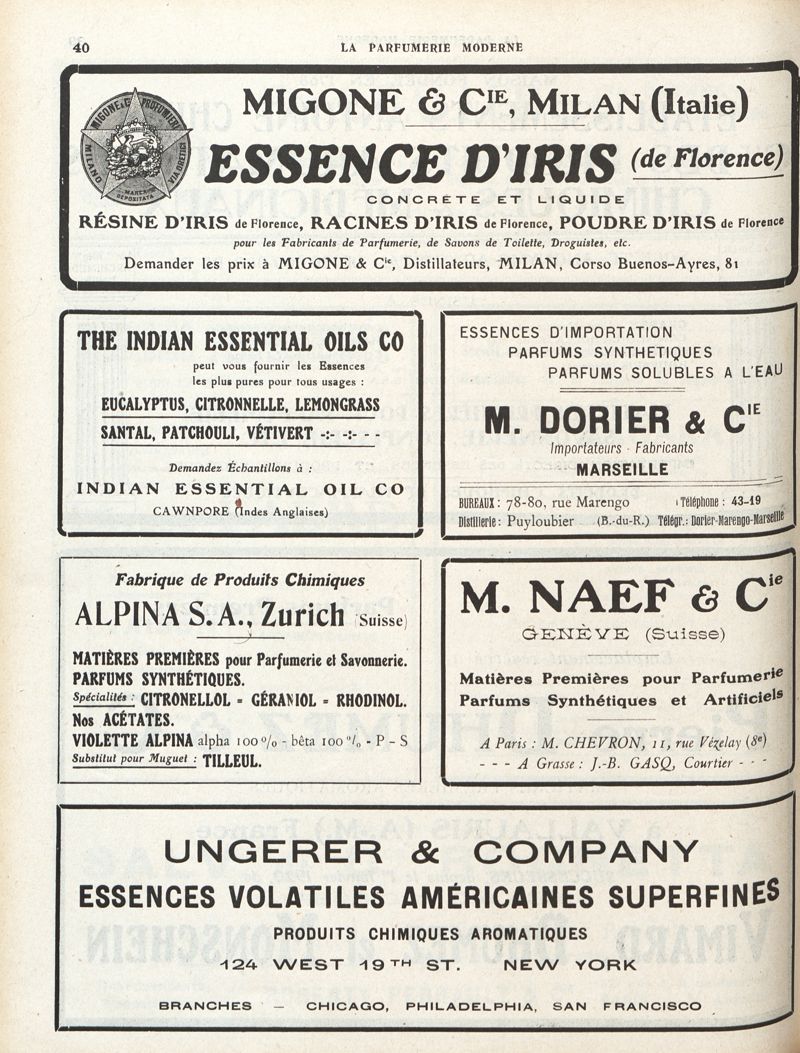 40
LA PARFUMERIE MODERNE
MIGONE & CIE, MILAN (Italie)
MIGONE & C. PROFUMIERI
MILANO
VIA OREFICI
MARCA
DEPOSITATA
ESSENCE D'IRIS (de Florence)
CONCRÈTE ET LIQUIDE
RÉSINE D'IRIS de Florence, RACINES D'IRIS de Florence, POUDRE D'IRIS de Florence
pour les Fabricants de Parfumerie, de Savons de Toilette, Droguistes, etc.
Demander les prix à MIGONE & Cie, Distillateurs, MILAN, Corso Buenos-Ayres, 81
THE INDIAN ESSENTIAL OILS CO
peut vous fournir les Essences
les plus pures pour tous usages :
EUCALYPTUS, CITRONNELLE, LEMONGRASS
SANTAL, PATCHOULI, VÉTIVERT -:- -:- - -
Demandez Échantillons à :
INDIAN ESSENTIAL OIL CO
CAWNPORE (Indes Anglaises)
ESSENCES D'IMPORTATION
PARFUMS SYNTHETIQUES
PARFUMS SOLUBLES A L'EAU
M. DORIER & CIE
Importateurs - Fabricants
MARSEILLE
BUREAUX : 78-80, rue Marengo Téléphone : 43-19
Distillerie : Puyloubier (B.-du-R.) Télégr.: Dorier-Marengo-Marseille
Fabrique de Produits Chimiques
ALPINA S. A., Zurich (Suisse)
MATIÈRES PREMIÈRES pour Parfumerie et Savonnerie.
PARFUMS SYNTHÉTIQUES.
Spécialités : CITRONELLOL - GÉRANIOL - RHODINOL.
Nos ACÉTATES.
VIOLETTE ALPINA alpha 100 % - bêta 100 % - P - S
Substitut pour Muguet : TILLEUL.
M. NAEF & Cie
GENÈVE (Suisse)
Matières Premières pour Parfumerie
Parfums Synthétiques et Artificiels
A Paris : M. CHEVRON, 11, rue Vézelay (8e)
- - - A Grasse : J.-B. GASQ, Courtier - - -
UNGERER & COMPANY
ESSENCES VOLATILES AMÉRICAINES SUPERFINES
PRODUITS CHIMIQUES AROMATIQUES
124 WEST 19TH ST. NEW YORK
BRANCHES — CHICAGO, PHILADELPHIA, SAN FRANCISCO